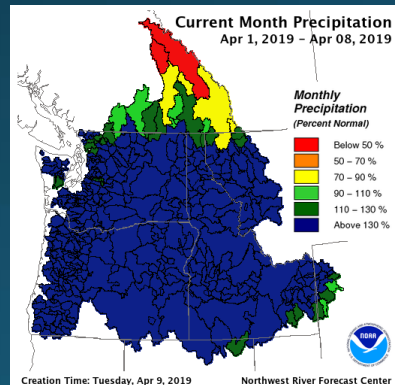 Current Month Precipitation
Apr 1, 2019 – Apr 08, 2019
Monthly
Precipitation
(Percent Normal)
Below 50 %
50 – 70 %
70 – 90 %
90 – 110 %
110 – 130 %
Above 130 %
NOAA
Creation Time: Tuesday, Apr 9, 2019
Northwest River Forecast Center